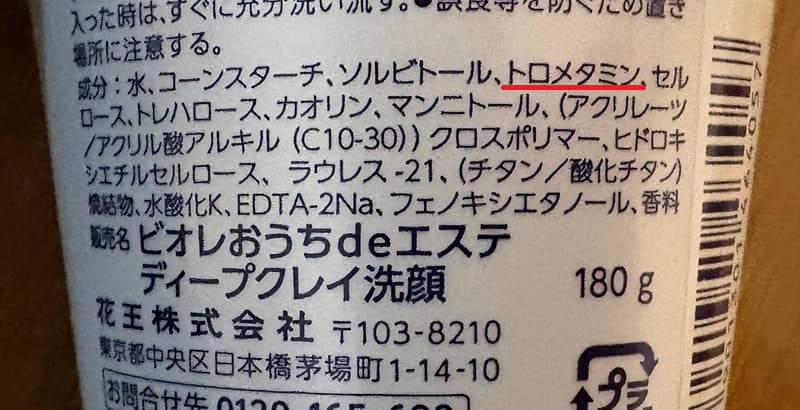 入った時は、すぐに充分洗い流す。●誤食等を防ぐため置き
場所に注意する。
成分：水、コーンスターチ、ソルビトール、トロメタミン、セル
ロース、トレハロース、カオリン、マンニトール、（アクリレーツ
/アクリル酸アルキル（C10-30））クロスポリマー、ヒドロキ
シエチルセルロース、ラウレス-21、（チタン／酸化チタン）
焼結物、水酸化K、EDTA-2Na、フェノキシエタノール、香料
販売名 ビオレおうちdeエステ
ディープクレイ洗顔 180g
花王株式会社 〒103-8210
東京都中央区日本橋茅場町1-14-10
お問合せ先 0120-165-
プラ